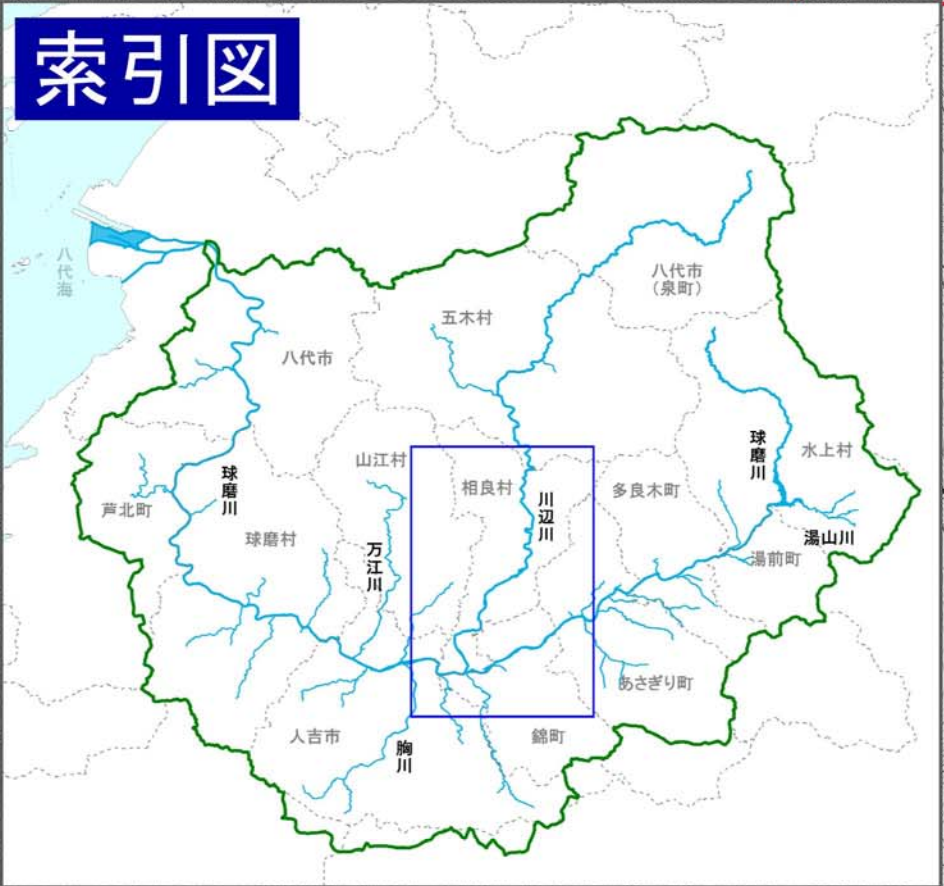 索引図
八代海
八代市
（泉町）
五木村
八代市
球磨川
水上村
山江村
相良村
川辺川
多良木町
球磨川
芦北町
球磨村
万江川
湯山川
湯前町
あさぎり町
人吉市
胸川
錦町